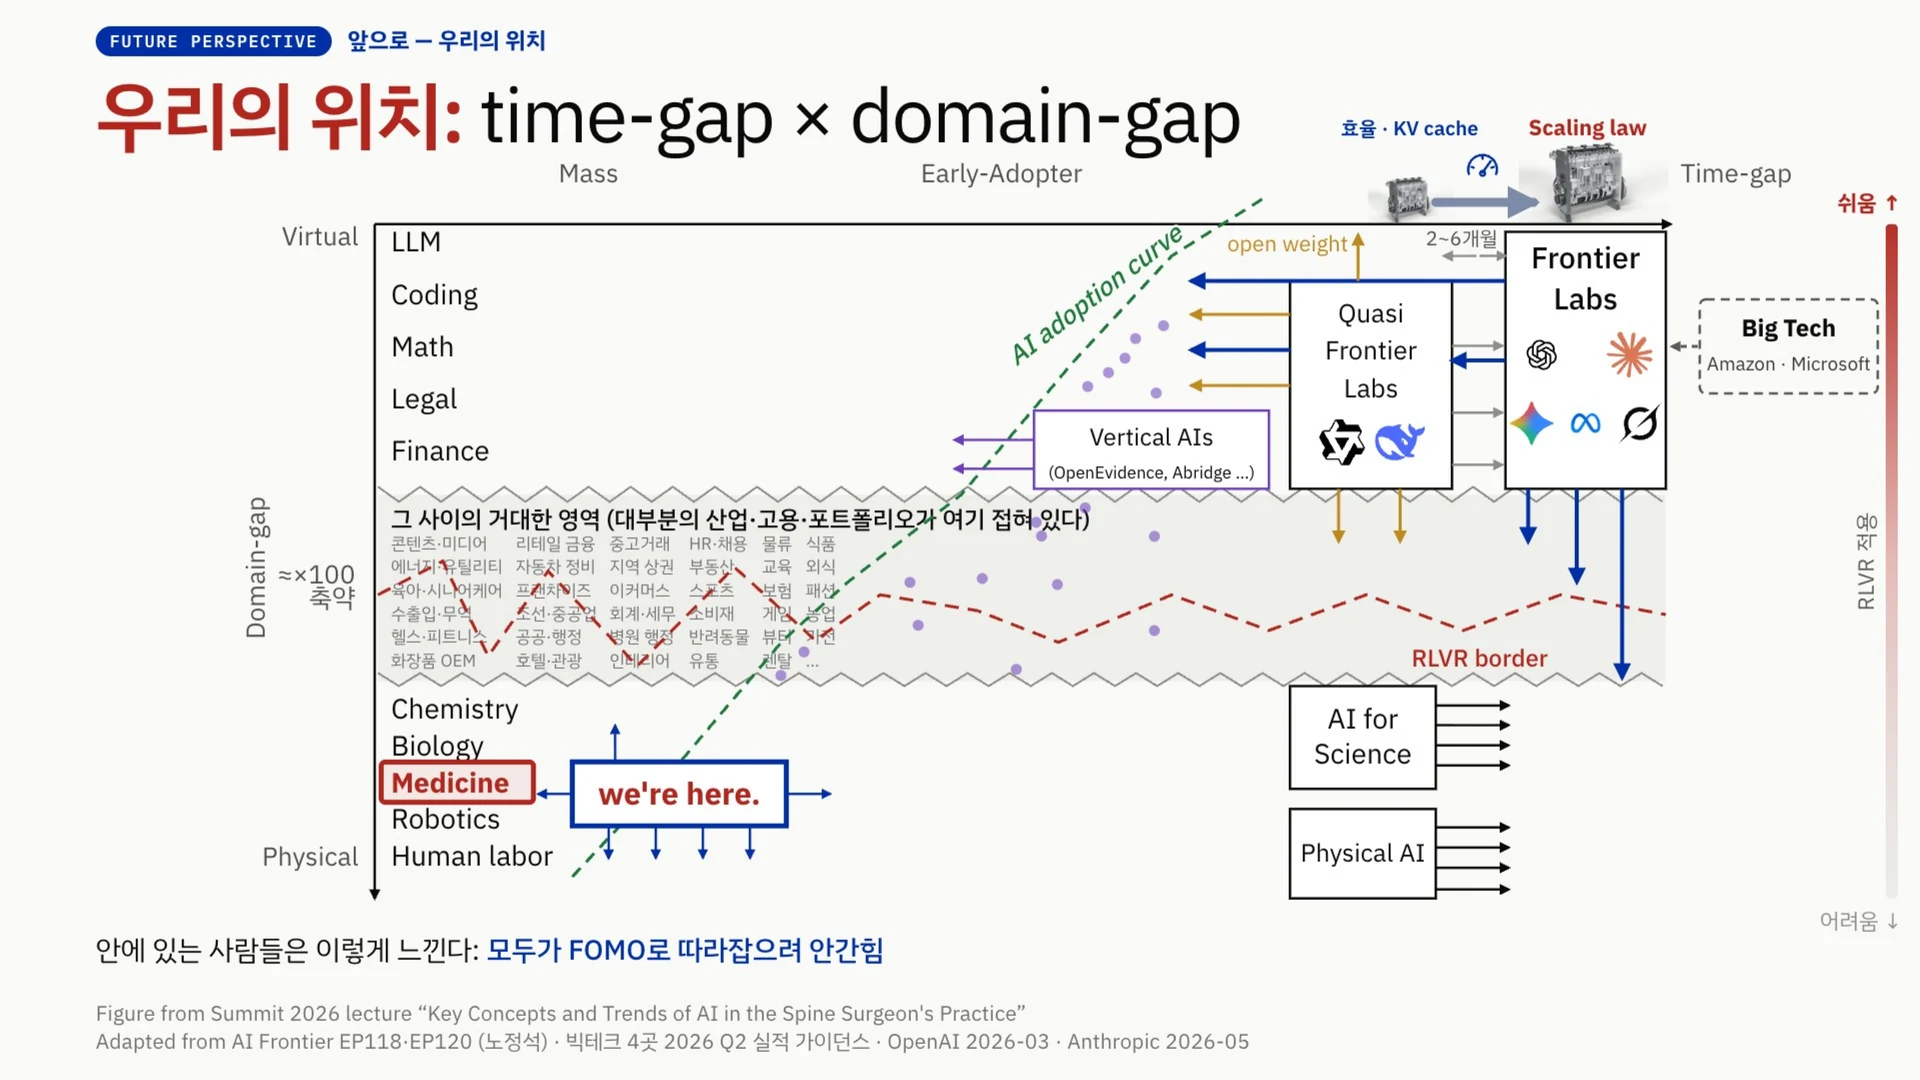 FUTURE PERSPECTIVE 앞으로 — 우리의 위치
우리의 위치: time-gap × domain-gap
Mass
Early-Adopter
효율 · KV cache
Scaling law
Time-gap
쉬움 ↑
Virtual
LLM
Coding
Math
Legal
Finance
AI adoption curve
open weight
2~6개월
Quasi
Frontier
Labs
Frontier
Labs
Big Tech
Amazon · Microsoft
Vertical AIs
(OpenEvidence, Abridge ...)
Domain-gap
≈×100
축약
그 사이의 거대한 영역 (대부분의 산업·고용·포트폴리오가 여기 접혀 있다)
콘텐츠·미디어 리테일 금융 중고거래 HR·채용 물류 식품
에너지·유틸리티 자동차 정비 지역 상권 부동산 교육 외식
육아·시니어케어 프랜차이즈 이커머스 스포츠 보험 패션
수출입·무역 조선·중공업 회계·세무 소비재 게임 농업
헬스·피트니스 공공·행정 병원 행정 반려동물 뷰티 가전
화장품 OEM 호텔·관광 인테리어 유통 렌탈 ...
RLVR border
RLVR 적용
Chemistry
Biology
Medicine
Robotics
Human labor
Physical
we're here.
AI for
Science
Physical AI
어려움 ↓
안에 있는 사람들은 이렇게 느낀다: 모두가 FOMO로 따라잡으려 안간힘
Figure from Summit 2026 lecture “Key Concepts and Trends of AI in the Spine Surgeon's Practice”
Adapted from AI Frontier EP118·EP120 (노정석) · 빅테크 4곳 2026 Q2 실적 가이던스 · OpenAI 2026-03 · Anthropic 2026-05